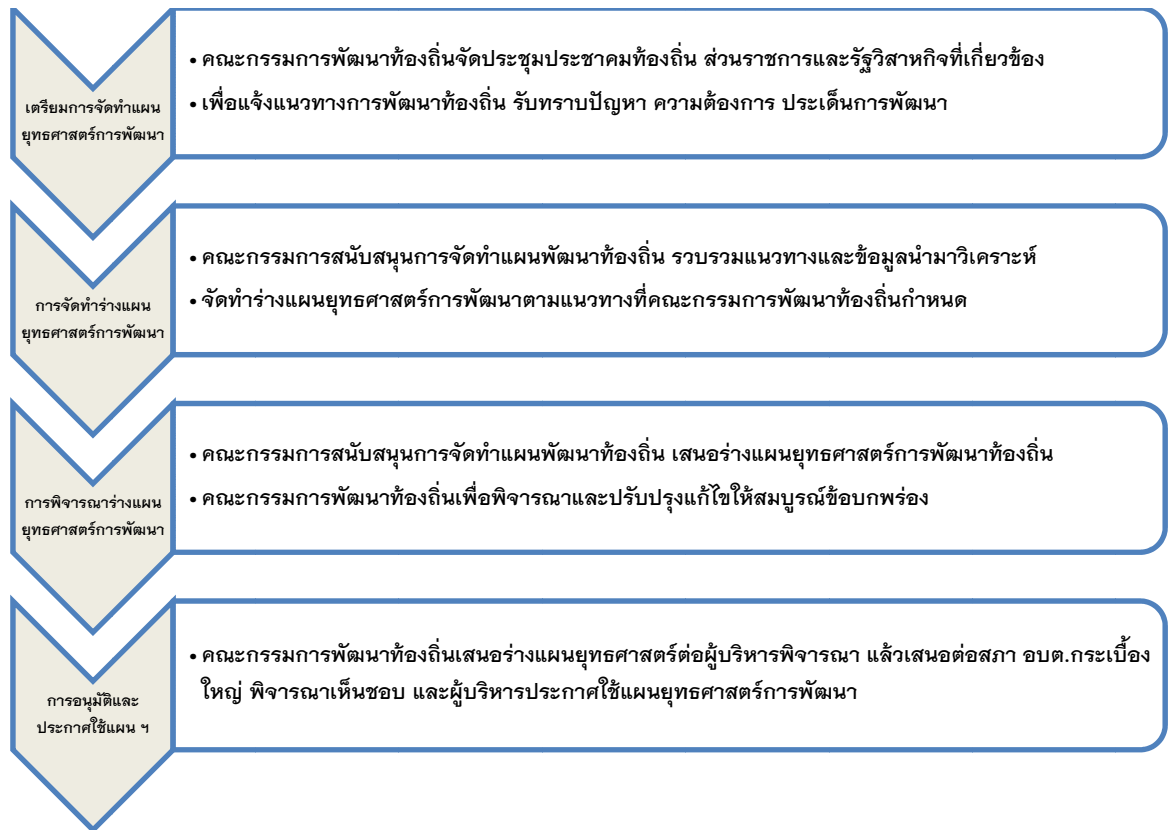 เตรียมการจัดทำแผน
ยุทธศาสตร์การพัฒนา
• คณะกรรมการพัฒนาท้องถิ่นจัดประชุมประชาคมท้องถิ่น ส่วนราชการและรัฐวิสาหกิจที่เกี่ยวข้อง
• เพื่อแจ้งแนวทางการพัฒนาท้องถิ่น รับทราบปัญหา ความต้องการ ประเด็นการพัฒนา
การจัดทำร่างแผน
ยุทธศาสตร์การพัฒนา
• คณะกรรมการสนับสนุนการจัดทำแผนพัฒนาท้องถิ่น รวบรวมแนวทางและข้อมูลนำมาวิเคราะห์
• จัดทำร่างแผนยุทธศาสตร์การพัฒนาตามแนวทางที่คณะกรรมการพัฒนาท้องถิ่นกำหนด
การพิจารณาร่างแผน
ยุทธศาสตร์การพัฒนา
• คณะกรรมการสนับสนุนการจัดทำแผนพัฒนาท้องถิ่น เสนอร่างแผนยุทธศาสตร์การพัฒนาท้องถิ่น
• คณะกรรมการพัฒนาท้องถิ่นเพื่อพิจารณาและปรับปรุงแก้ไขให้สมบูรณ์ข้อบกพร่อง
การอนุมัติและ
ประกาศใช้แผน ฯ
• คณะกรรมการพัฒนาท้องถิ่นเสนอร่างแผนยุทธศาสตร์ต่อผู้บริหารพิจารณา แล้วเสนอต่อสภา อบต.กระเบื้อง
ใหญ่ พิจารณาเห็นชอบ และผู้บริหารประกาศใช้แผนยุทธศาสตร์การพัฒนา